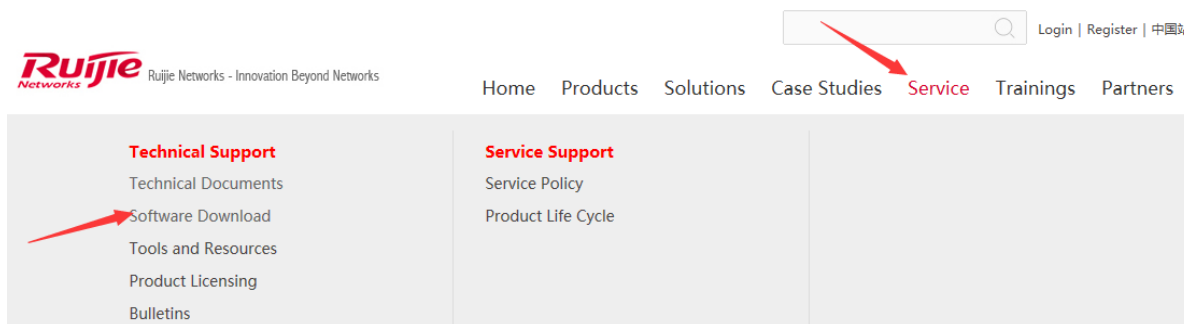 Login | Register | 中国站
Ruijie Networks
Ruijie Networks - Innovation Beyond Networks
Home Products Solutions Case Studies Service Trainings Partners
Technical Support
Technical Documents
Software Download
Tools and Resources
Product Licensing
Bulletins
Service Support
Service Policy
Product Life Cycle